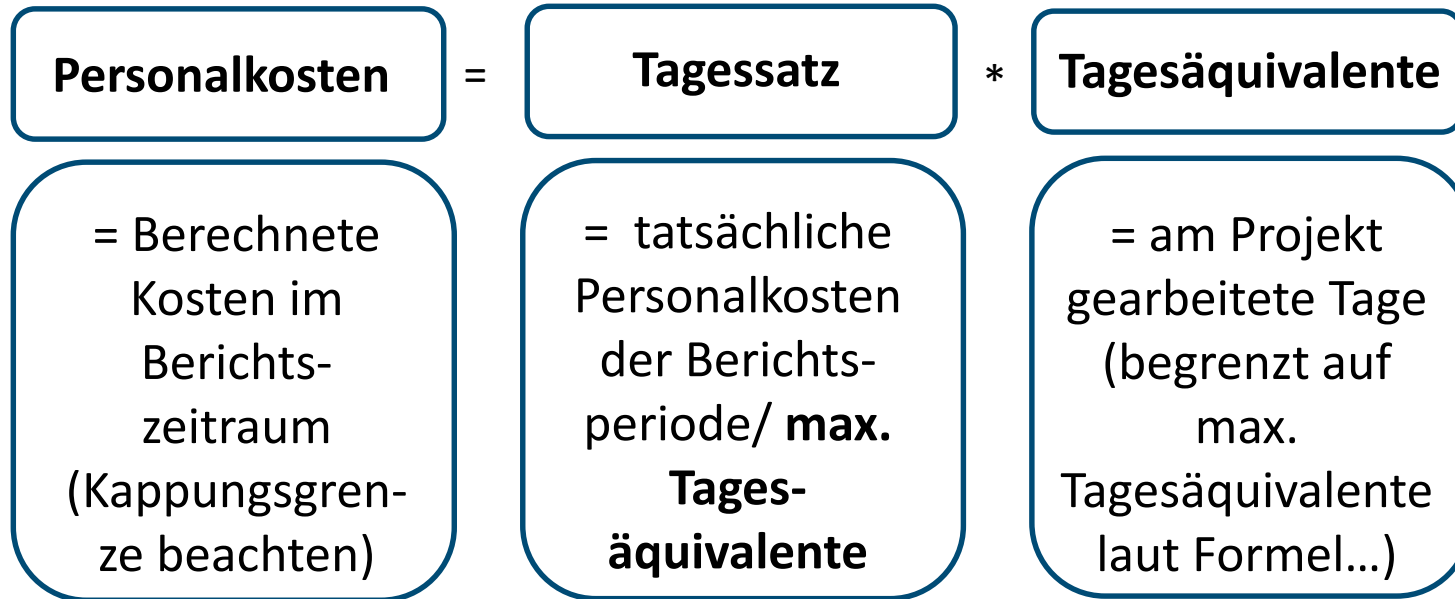 Personalkosten = Tagessatz * Tagesäquivalente
= Berechnete
Kosten im
Berichts-
zeitraum
(Kappungsgren-
ze beachten)
= tatsächliche
Personalkosten
der Berichts-
periode/ max.
Tages-
äquivalente
= am Projekt
gearbeitete Tage
(begrenzt auf
max.
Tagesäquivalente
laut Formel…)